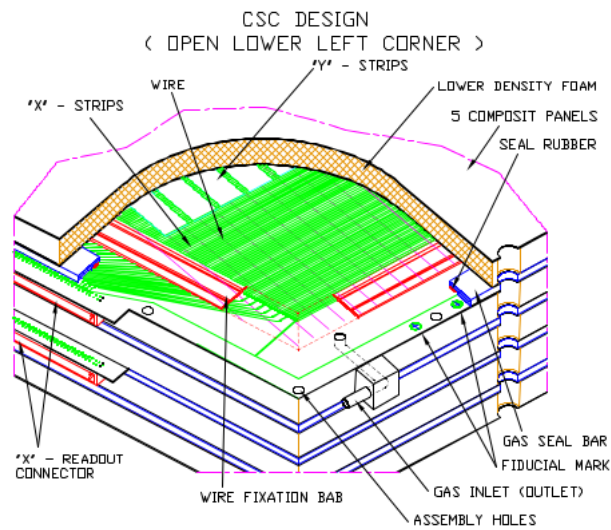 CSC DESIGN
( OPEN LOWER LEFT CORNER )
"Y" - STRIPS
WIRE
LOWER DENSITY FOAM
"X" - STRIPS
5 COMPOSIT PANELS
SEAL RUBBER
GAS SEAL BAR
"X" - READOUT
CONNECTOR
FIDUCIAL MARK
WIRE FIXATION BAB
GAS INLET (OUTLET)
ASSEMBLY HOLES